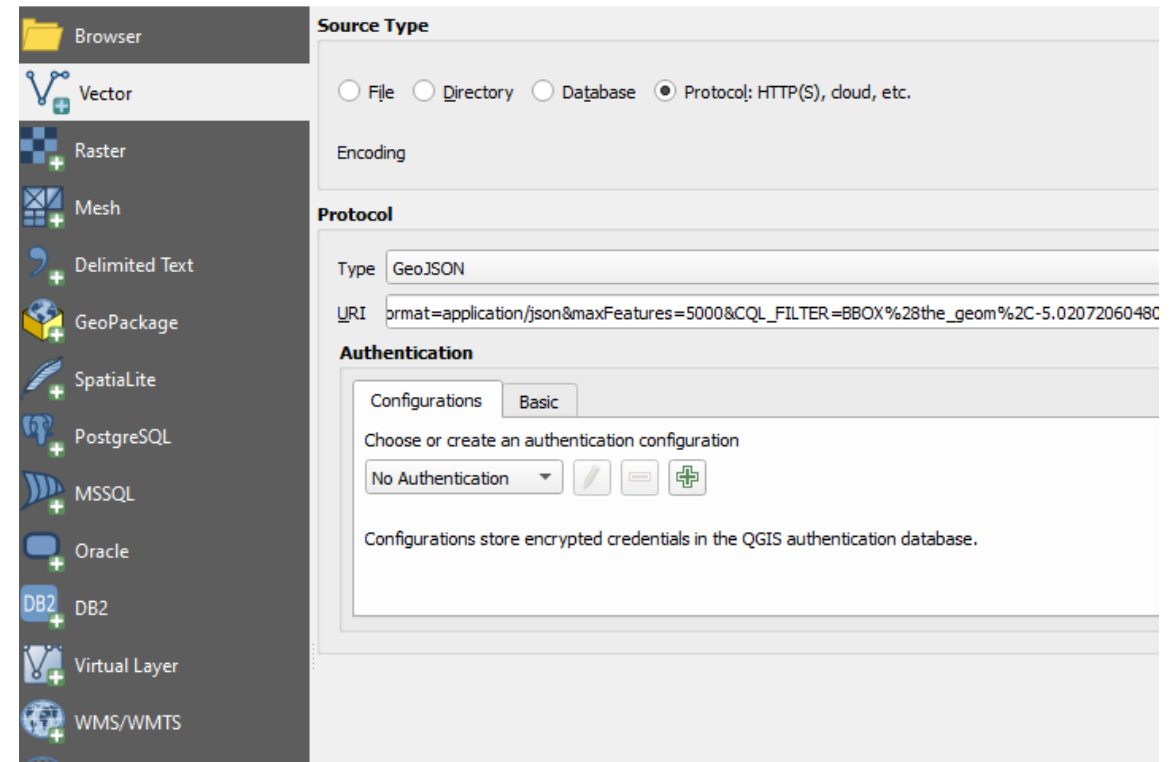 Browser
Vector
Raster
Mesh
Delimited Text
GeoPackage
SpatiaLite
PostgreSQL
MSSQL
Oracle
DB2
DB2
Virtual Layer
WMS/WMTS
Source Type
File Directory Database Protocol: HTTP(S), cloud, etc.
Encoding
Protocol
Type GeoJSON
URI ormat=application/json&maxFeatures=5000&CQL_FILTER=BBOX%28the_geom%2C-5.02072060480
Authentication
Configurations Basic
Choose or create an authentication configuration
No Authentication
Configurations store encrypted credentials in the QGIS authentication database.